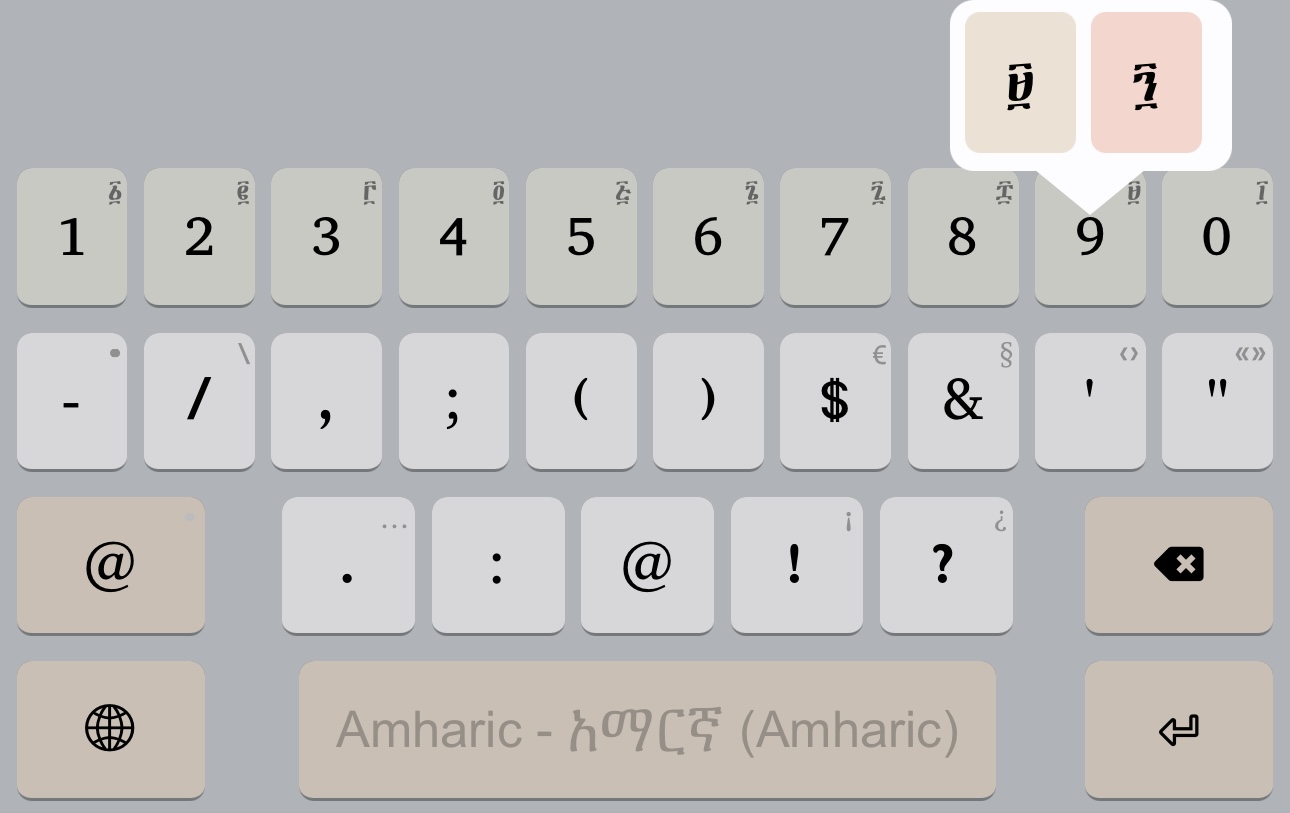 ፱ ፺
፩ ፪ ፫ ፬ ፭ ፮ ፯ ፰ ፱ ፲
1 2 3 4 5 6 7 8 9 0
• \ € § ‹› «»
- / , ; ( ) $ & ' "
… ¡ ¿
@ . : @ ! ?
Amharic - አማርኛ (Amharic)